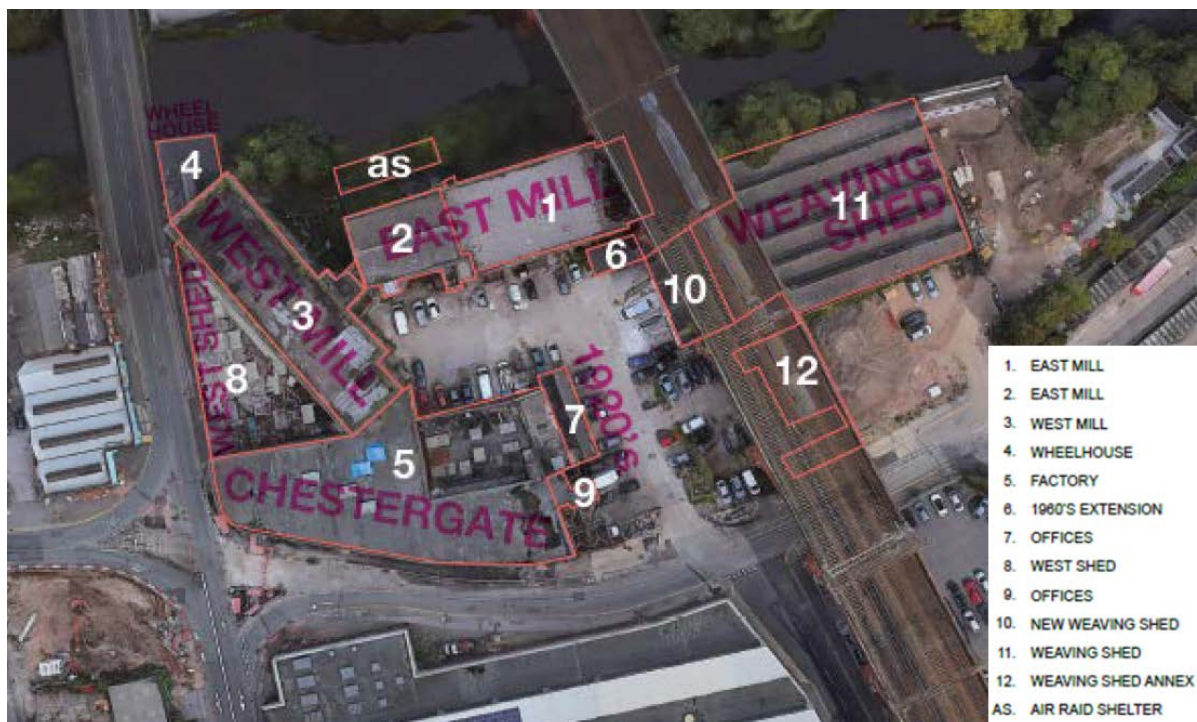 WHEEL
HOUSE
4
as
EAST MILL
1
2
WEAVING
SHED
11
WEST MILL
3
6
10
WEST SHED
8
1920's
12
7
5
CHESTERGATE
9
1. EAST MILL
2. EAST MILL
3. WEST MILL
4. WHEELHOUSE
5. FACTORY
6. 1960'S EXTENSION
7. OFFICES
8. WEST SHED
9. OFFICES
10. NEW WEAVING SHED
11. WEAVING SHED
12. WEAVING SHED ANNEX
AS. AIR RAID SHELTER